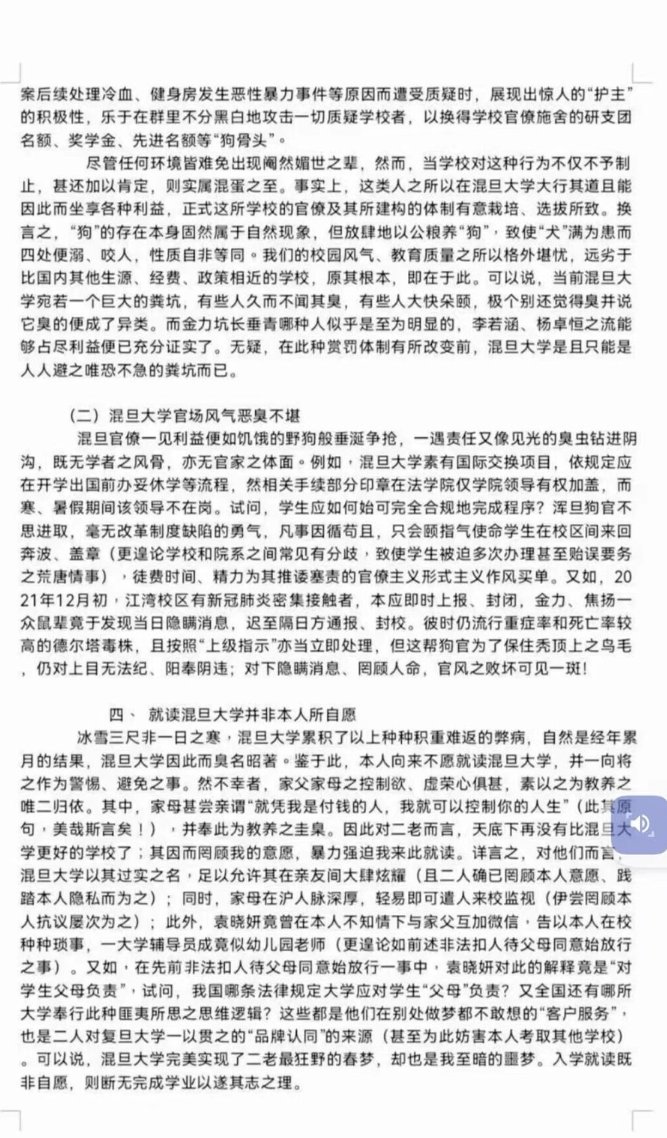 案后续处理冷血、健身房发生恶性暴力事件等原因而遭受质疑时，展现出惊人的“护主”
的积极性，乐于在群里不分黑白地攻击一切质疑学校者，以换得学校官僚施舍的研支团
名额、奖学金、先进名额等“狗骨头”。
尽管任何环境皆难免出现阉然媚世之辈，然而，当学校对这种行为不仅不予制
止，甚还加以肯定，则实属混蛋之至。事实上，这类人之所以在混旦大学大行其道且能
因此而坐享各种利益，正式这所学校的官僚及其所建构的体制有意栽培、选拔所致。换
言之，“狗”的存在本身固然属于自然现象，但放肆地以公粮养“狗”，致使“犬”满为患而
四处便溺、咬人，性质自非等同。我们的校园风气、教育质量之所以格外堪忧，远劣于
比国内其他生源、经费、政策相近的学校，原其根本，即在于此。可以说，当前混旦大
学宛若一个巨大的粪坑，有些人久而不闻其臭，有些人大快朵颐，极个别还觉得臭并说
它臭的便成了异类。而金力坑长垂青哪种人似乎是至为明显的，李若涵、杨卓恒之流能
够占尽利益便已充分证实了。无疑，在此种赏罚体制有所改变前，混旦大学是且只能是
人人避之唯恐不急的粪坑而已。
（二）混旦大学官场风气恶臭不堪
混旦官僚一见利益便如饥饿的野狗般垂涎争抢，一遇责任又像见光的臭虫钻进阴
沟，既无学者之风骨，亦无官家之体面。例如，混旦大学素有国际交换项目，依规定应
在开学出国前办妥休学等流程，然相关手续部分印章在法学院仅学院领导有权加盖，而
寒、暑假期间该领导不在岗。试问，学生应如何始可完全合规地完成程序？浑旦狗官不
思进取，毫无改革制度缺陷的勇气，凡事因循苟且，只会颐指气使命学生在校区间来回
奔波、盖章（更遑论学校和院系之间常见有分歧，致使学生被迫多次办理甚至贻误要务
之荒唐情事），徒费时间、精力为其推诿塞责的官僚主义形式主义作风买单。又如，20
21年12月初，江湾校区有新冠肺炎密集接触者，本应即时上报、封闭，金力、焦扬一
众鼠辈竟于发现当日隐瞒消息，迟至隔日方通报、封校。彼时仍流行重症率和死亡率较
高的德尔塔毒株，且按照“上级指示”亦当立即处理，但这帮狗官为了保住秃顶上之鸟毛
，仍对上目无法纪、阳奉阴违；对下隐瞒消息、罔顾人命，官风之败坏可见一斑！
四、 就读混旦大学并非本人所自愿
冰雪三尺非一日之寒，混旦大学累积了以上种种积重难返的弊病，自然是经年累
月的结果，混旦大学因此而臭名昭著。鉴于此，本人向来不愿就读混旦大学，并一向将
之作为警惕、避免之事。然不幸者，家父家母之控制欲、虚荣心俱甚，素以之为教养之
唯二归依。其中，家母甚尝亲谓“就凭我是付钱的人，我就可以控制你的人生”（此其原
句，美哉斯言矣！），并奉此为教养之圭臬。因此对二老而言，天底下再没有比混旦大
学更好的学校了；其因而罔顾我的意愿，暴力强迫我来此就读。详言之，对他们而言，
混旦大学以其过实之名，足以允许其在亲友间大肆炫耀（且二人确已罔顾本人意愿、践
踏本人隐私而为之）；同时，家母在沪人脉深厚，轻易即可遣人来校监视（伊尝罔顾本
人抗议屡次为之）；此外，袁晓妍竟曾在本人不知情下与家父互加微信，告以本人在校
种种琐事，一大学辅导员成竟似幼儿园老师（更遑论如前述非法扣人待父母同意始放行
之事）。又如，在先前非法扣人待父母同意始放行一事中，袁晓妍对此的解释竟是“对
学生父母负责”，试问，我国哪条法律规定大学应对学生“父母”负责？又全国还有哪所
大学奉行此种匪夷所思之思维逻辑？这些都是他们在别处做梦都不敢想的“客户服务”，
也是二人对复旦大学一以贯之的“品牌认同”的来源（甚至为此妨害本人考取其他学校）
。可以说，混旦大学完美实现了二老最狂野的春梦，却也是我至暗的噩梦。入学就读既
非自愿，则断无完成学业以遂其志之理。